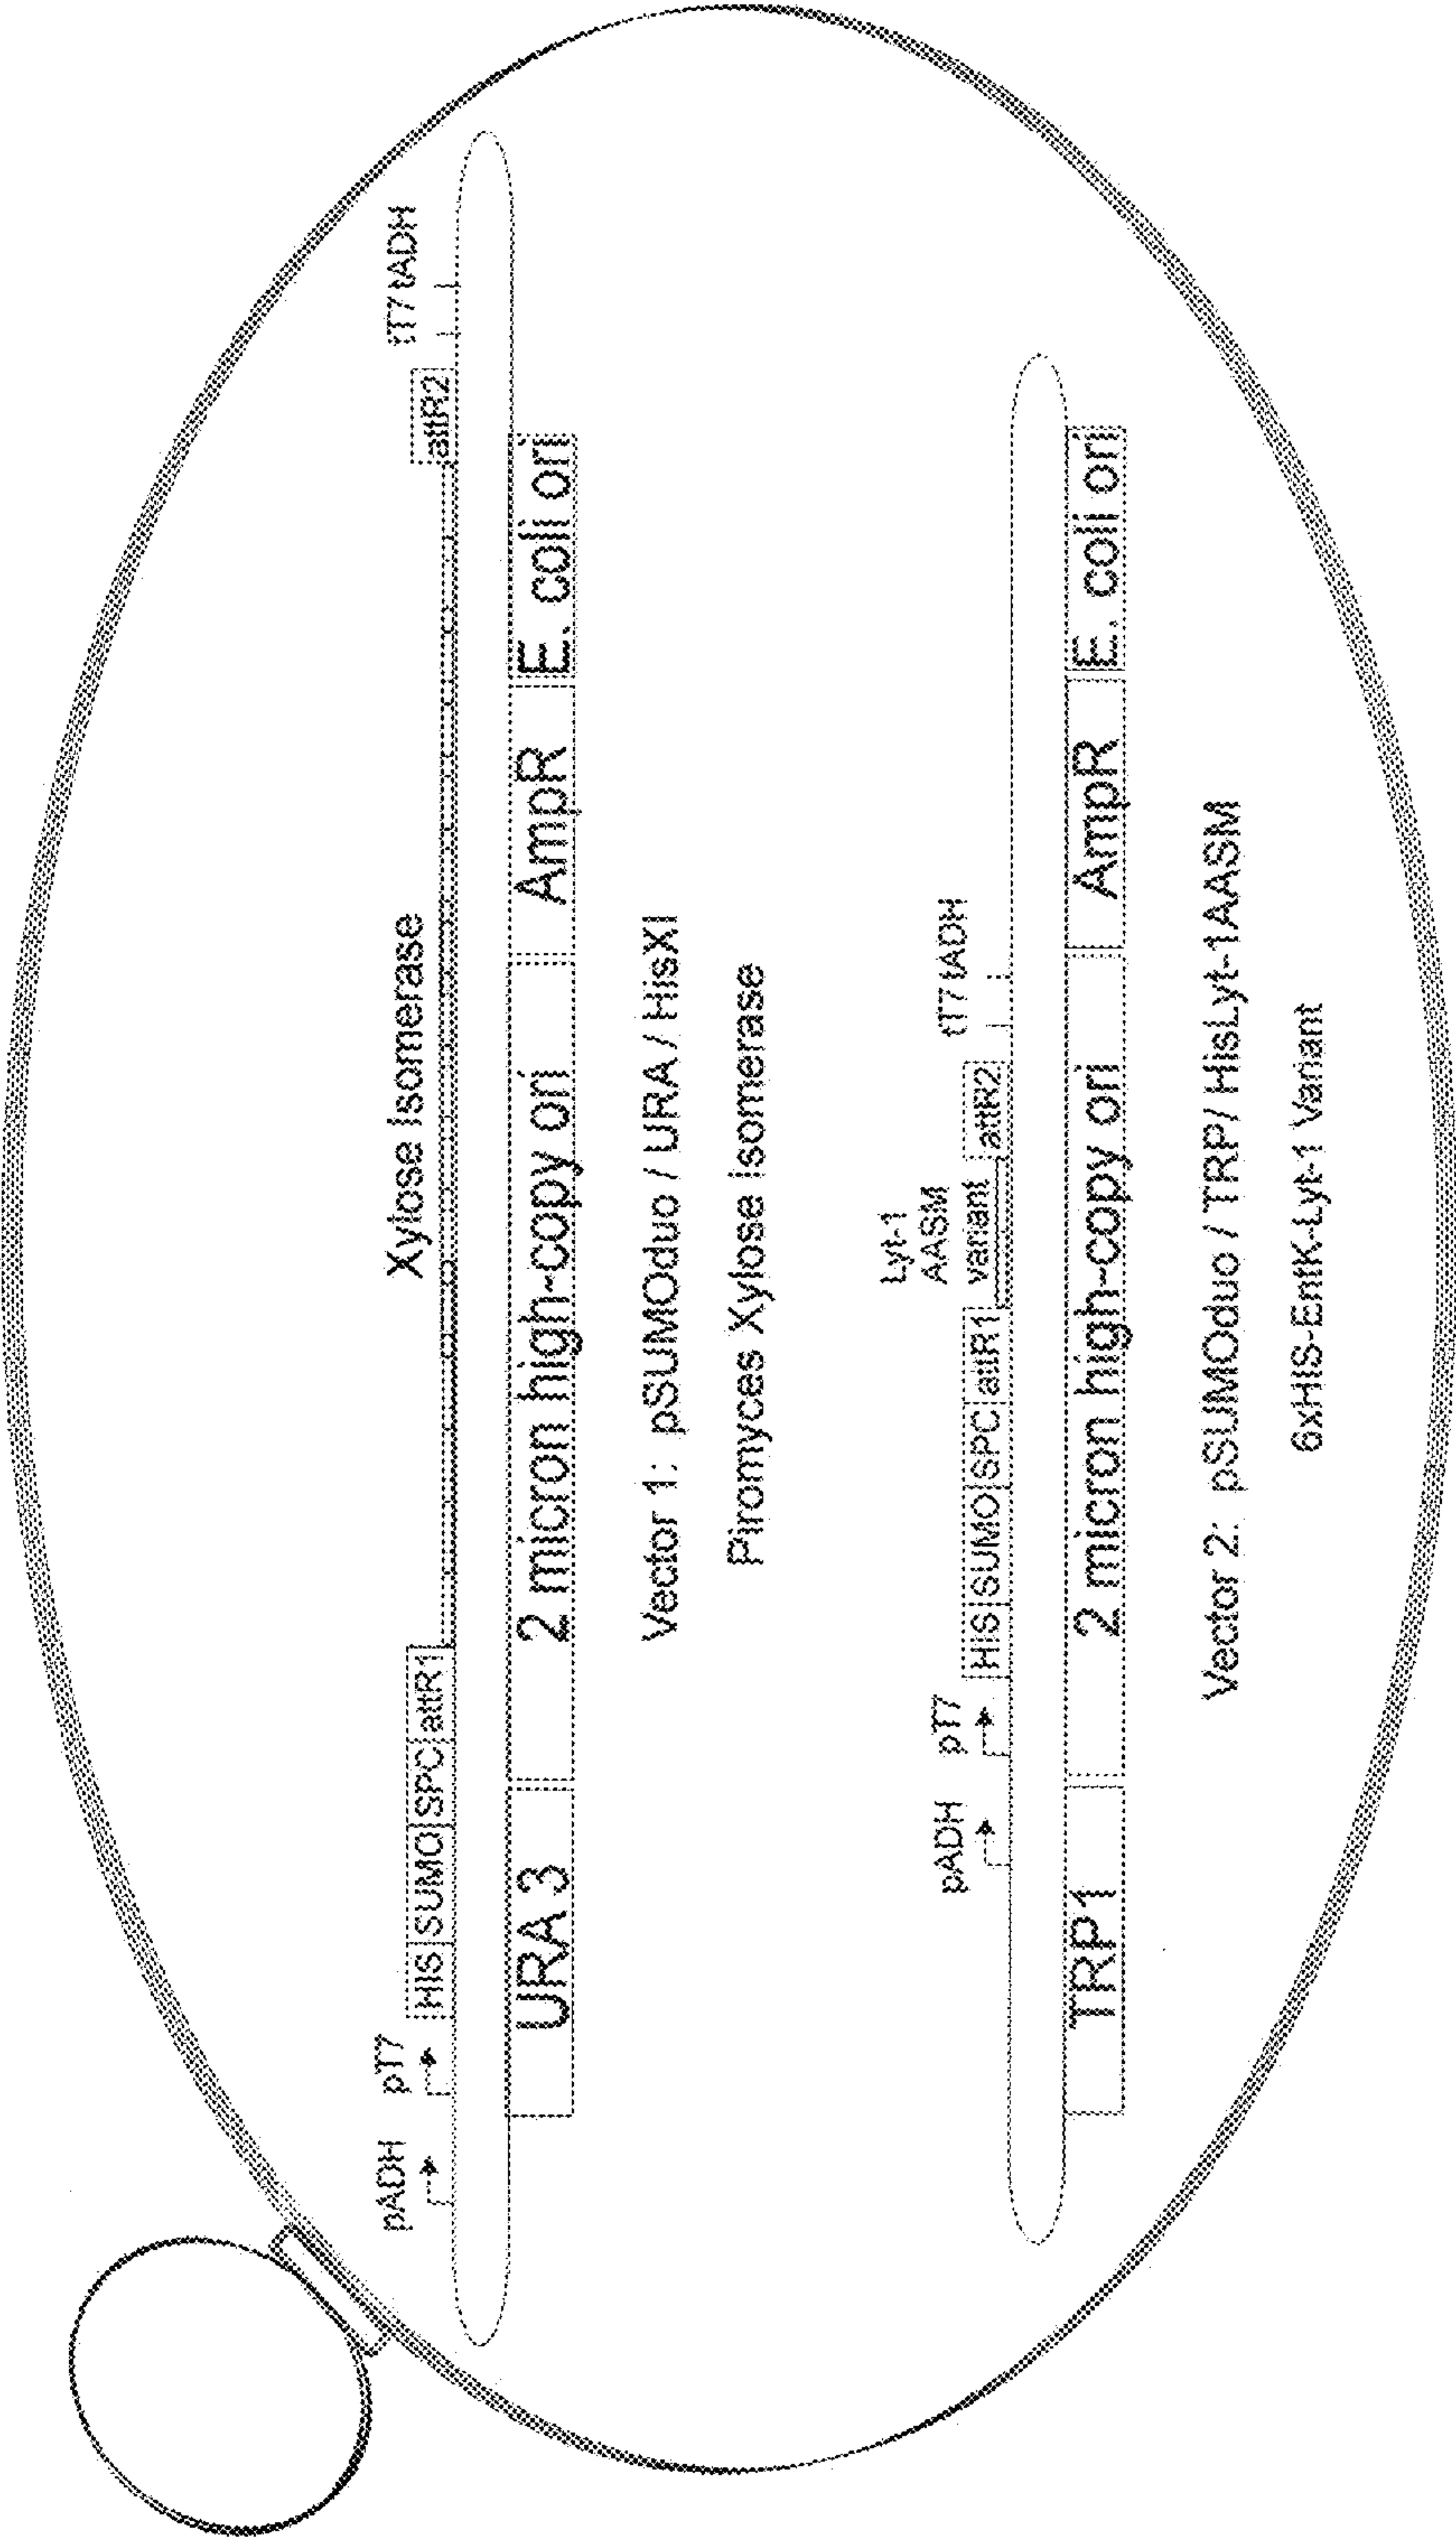 Xylose Isomerase
pADH pT7 HIS SUMO SPC attR1 attR2 tT7 tADH
URA 3 2 micron high-copy ori AmpR E. coli ori
Vector 1: pSUMOduo / URA / HisXI
Piromyces Xylose Isomerase
Lyt-1
AASM
pADH pT7 HIS SUMO SPC attR1 variant attR2 tT7 tADH
TRP1 2 micron high-copy ori AmpR E. coli ori
Vector 2: pSUMOduo / TRP/ HisLyt-1AASM
6xHIS-EntK-Lyt-1 Variant